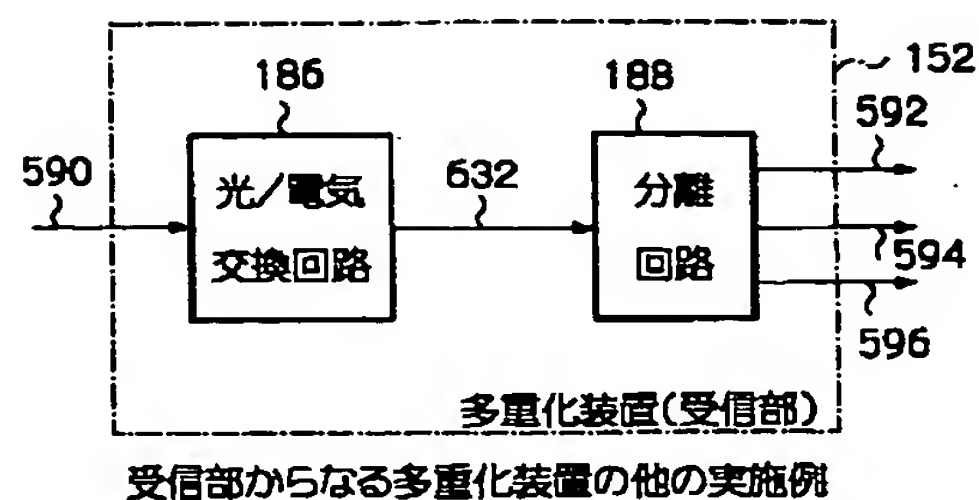 152
186
188
592
590
光/電気
交換回路
632
分離
回路
594
596
多重化装置(受信部)
受信部からなる多重化装置の他の実施例